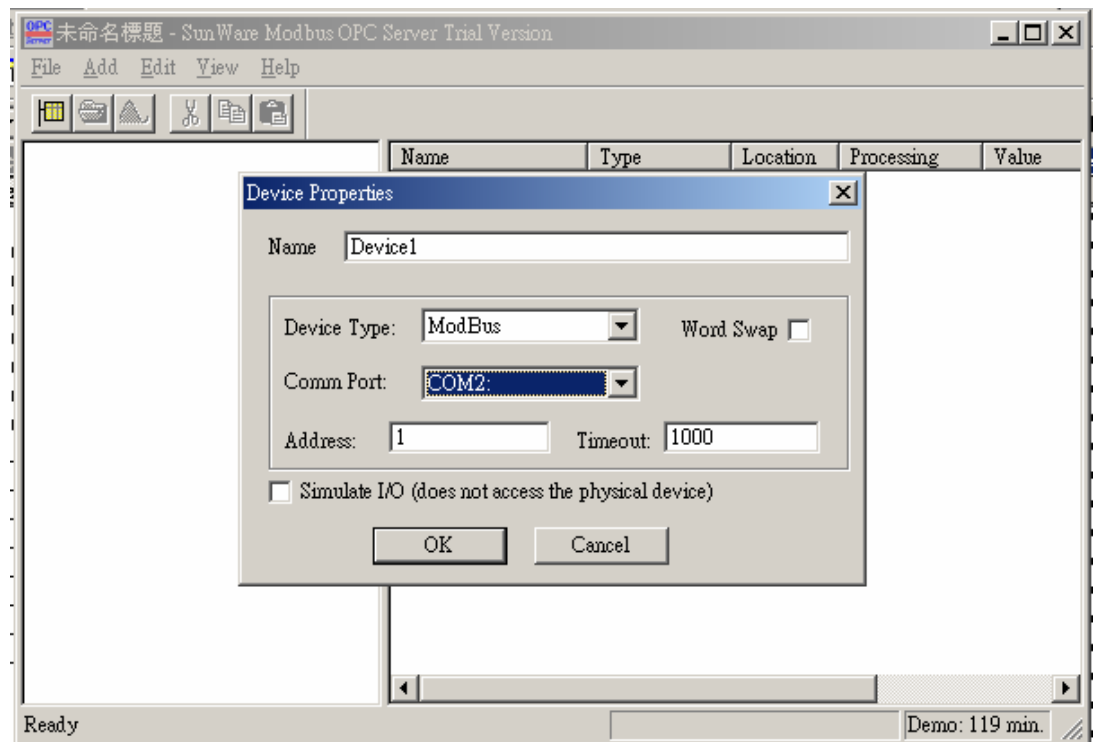 OPC SERVER 未命名標題 - SunWare Modbus OPC Server Trial Version
File Add Edit View Help
Name Type Location Processing Value
Device Properties
Name Device1
Device Type: ModBus Word Swap
Comm Port: COM2:
Address: 1 Timeout: 1000
Simulate I/O (does not access the physical device)
OK Cancel
Ready Demo: 119 min.